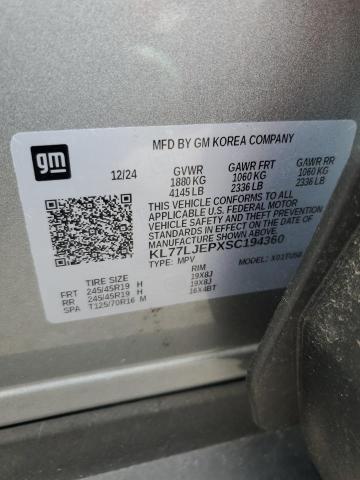 gm
MFD BY GM KOREA COMPANY
12/24 GVWR GAWR FRT GAWR RR
1880 KG 1060 KG 1060 KG
4145 LB 2336 LB 2336 LB
THIS VEHICLE CONFORMS TO ALL
APPLICABLE U.S. FEDERAL MOTOR
VEHICLE SAFETY AND THEFT PREVENTION
STANDARDS IN EFFECT ON THE DATE OF
MANUFACTURE SHOWN ABOVE.
KL77LJEPXSC194360
TYPE: MPV MODEL:
TIRE SIZE RIM
FRT 245/45R19 H 19X8J
RR 245/45R19 H 19X8J
SPA T125/70R16 M 16X4BT